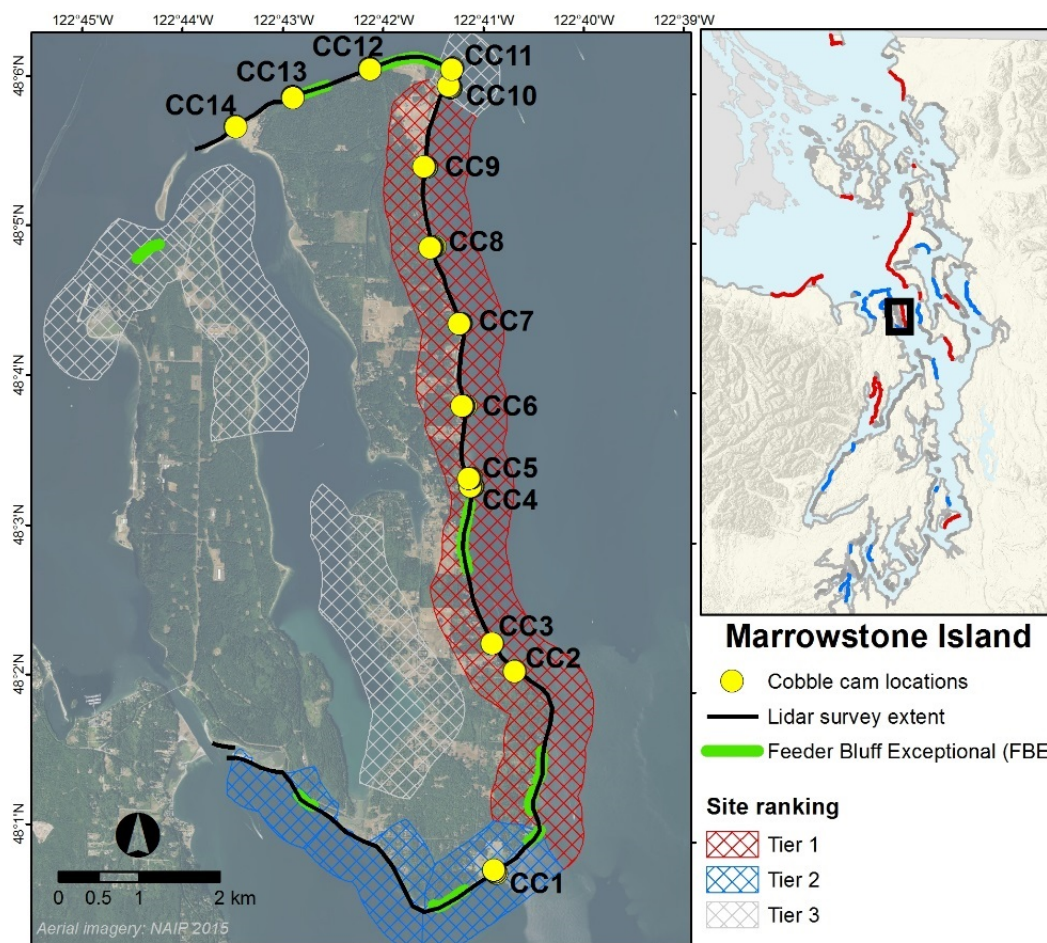 122°44'W 122°43'W 122°42'W 122°41'W 122°40'W 122°39'W
48°6'N
48°5'N
48°4'N
48°3'N
48°2'N
48°1'N
CC12
CC11
CC13
CC10
CC14
CC9
CC8
CC7
CC6
CC5
CC4
CC3
CC2
CC1
0 0.5 1 2 km
Aerial imagery: NAIP 2015
Marrowstone Island
Cobble cam locations
Lidar survey extent
Feeder Bluff Exceptional (FBE
Site ranking
Tier 1
Tier 2
Tier 3